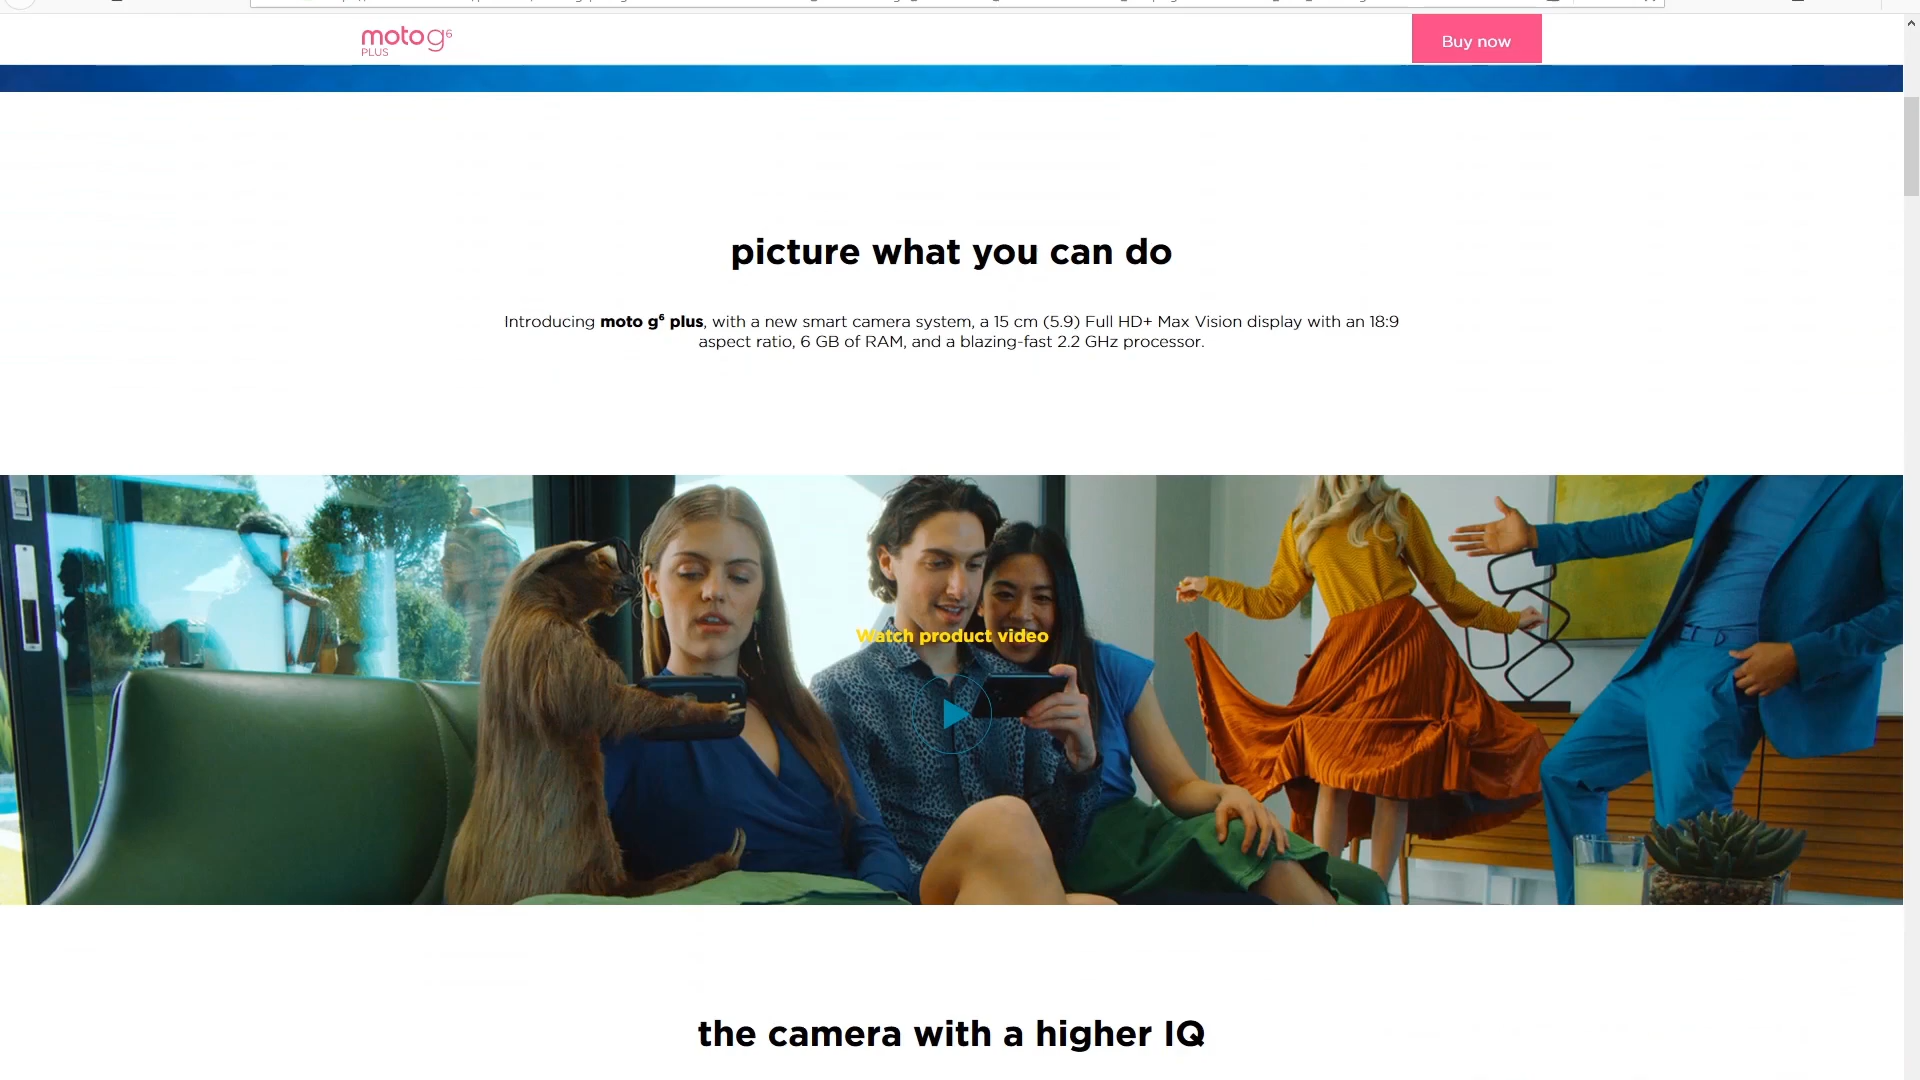 moto g⁶
PLUS
Buy now
picture what you can do
Introducing moto g⁶ plus, with a new smart camera system, a 15 cm (5.9) Full HD+ Max Vision display with an 18:9
aspect ratio, 6 GB of RAM, and a blazing-fast 2.2 GHz processor.
Watch product video
the camera with a higher IQ